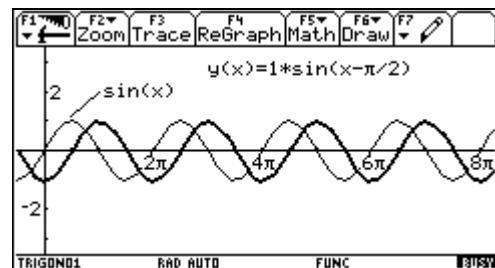 F1 F2 Zoom F3 Trace F4 ReGraph F5 Math F6 Draw F7
y(x)=1*sin(x-π/2)
2
sin(x)
2π 4π 6π 8π
-2
TRIGONO1 RAD AUTO FUNC BUSY